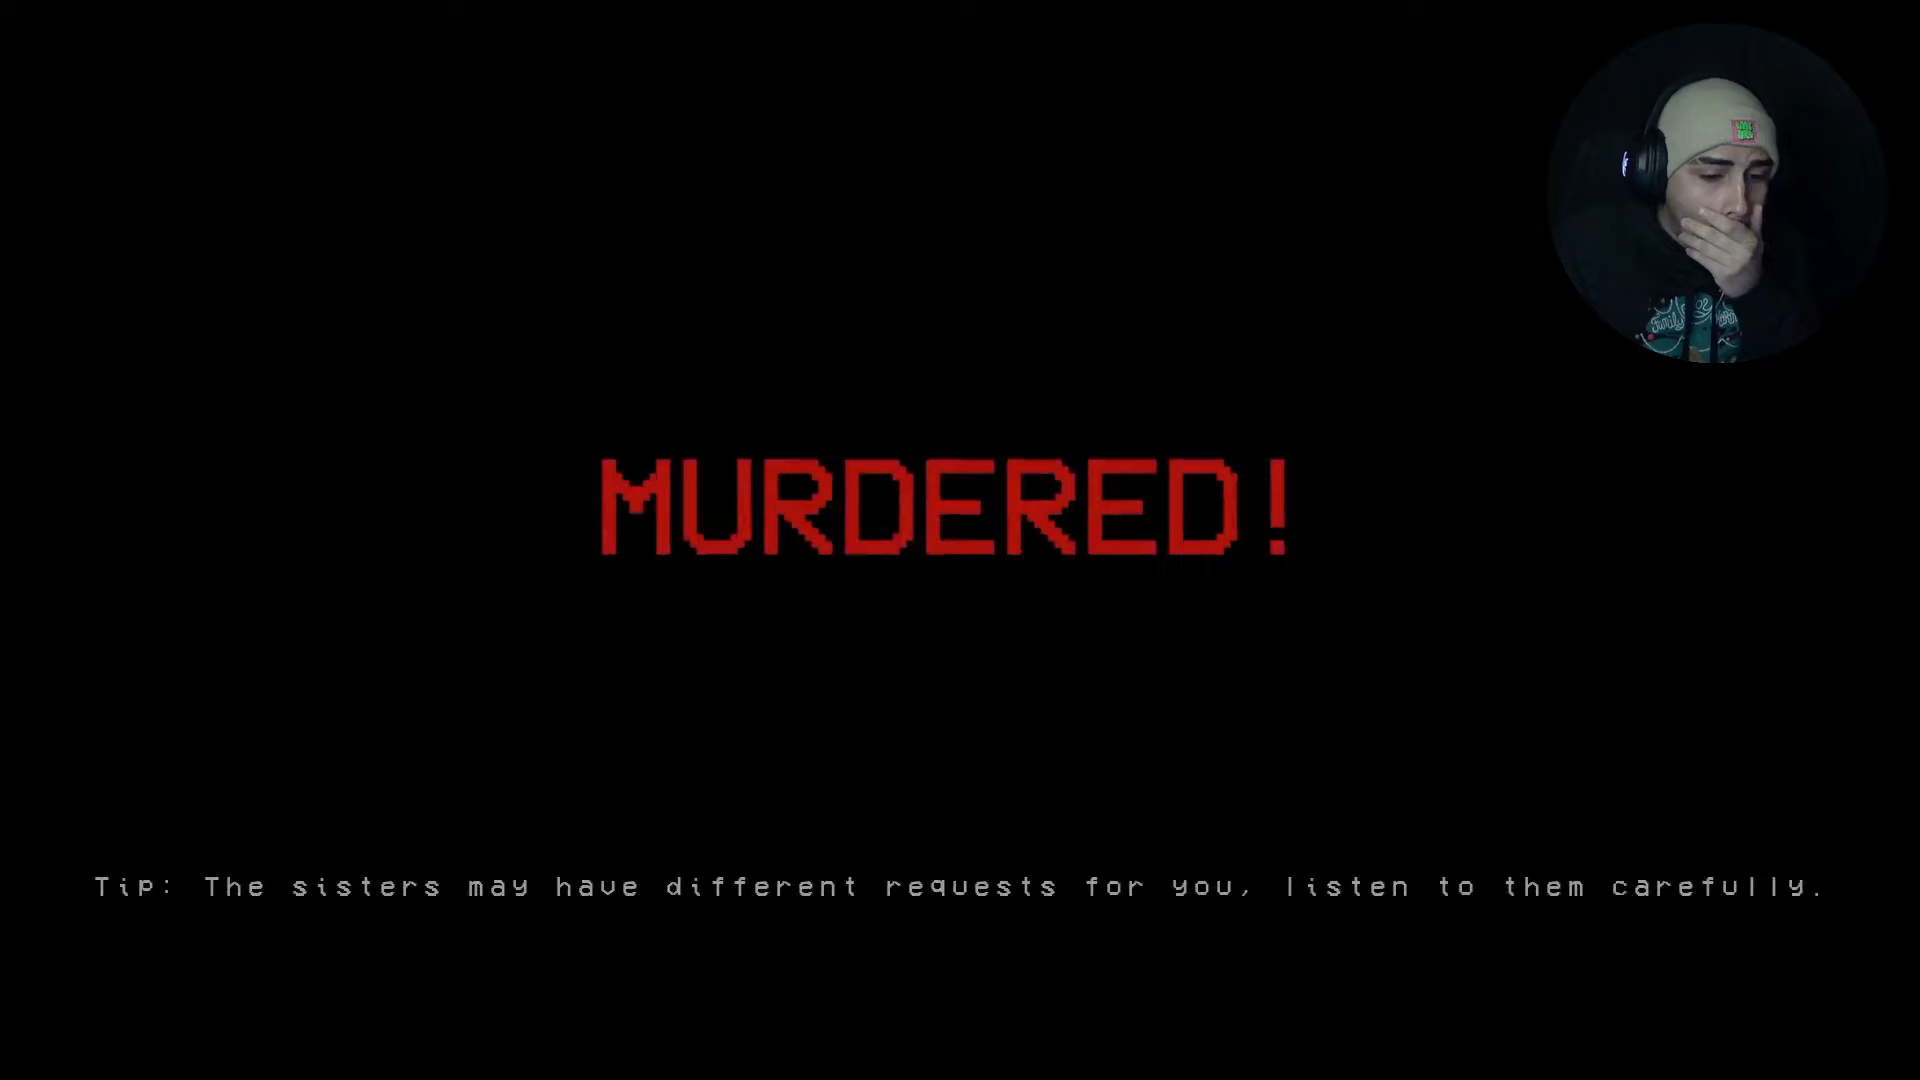 MURDERED!
Tip: The sisters may have different requests for you, listen to them carefully.